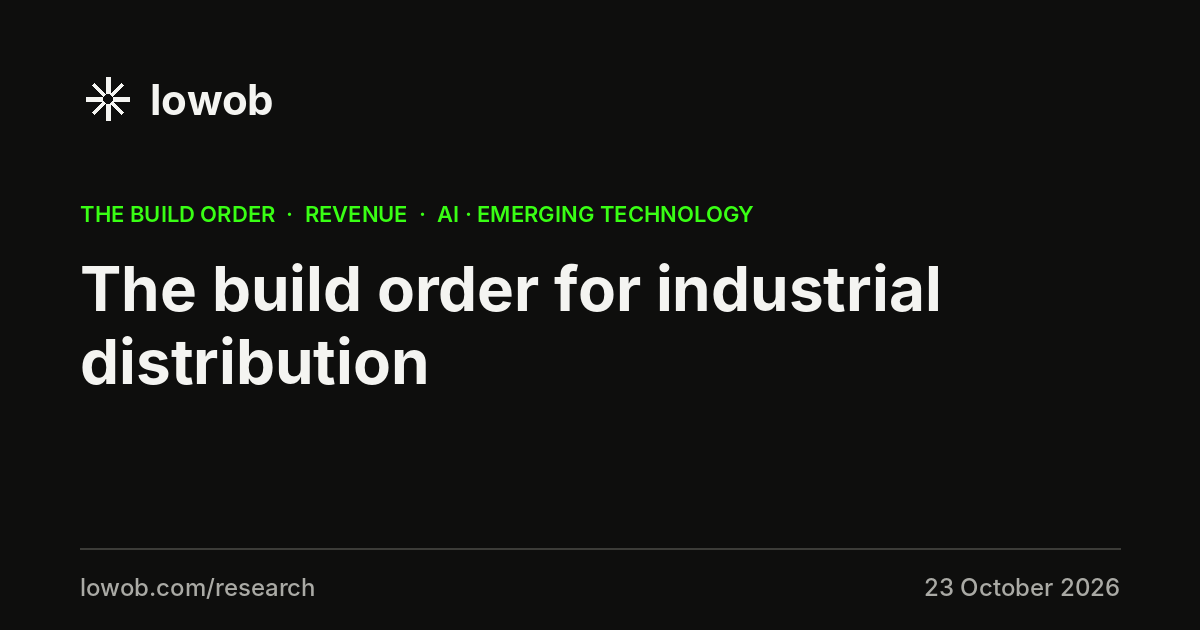 lowob
THE BUILD ORDER · REVENUE · AI · EMERGING TECHNOLOGY
The build order for industrial
distribution
lowob.com/research
23 October 2026